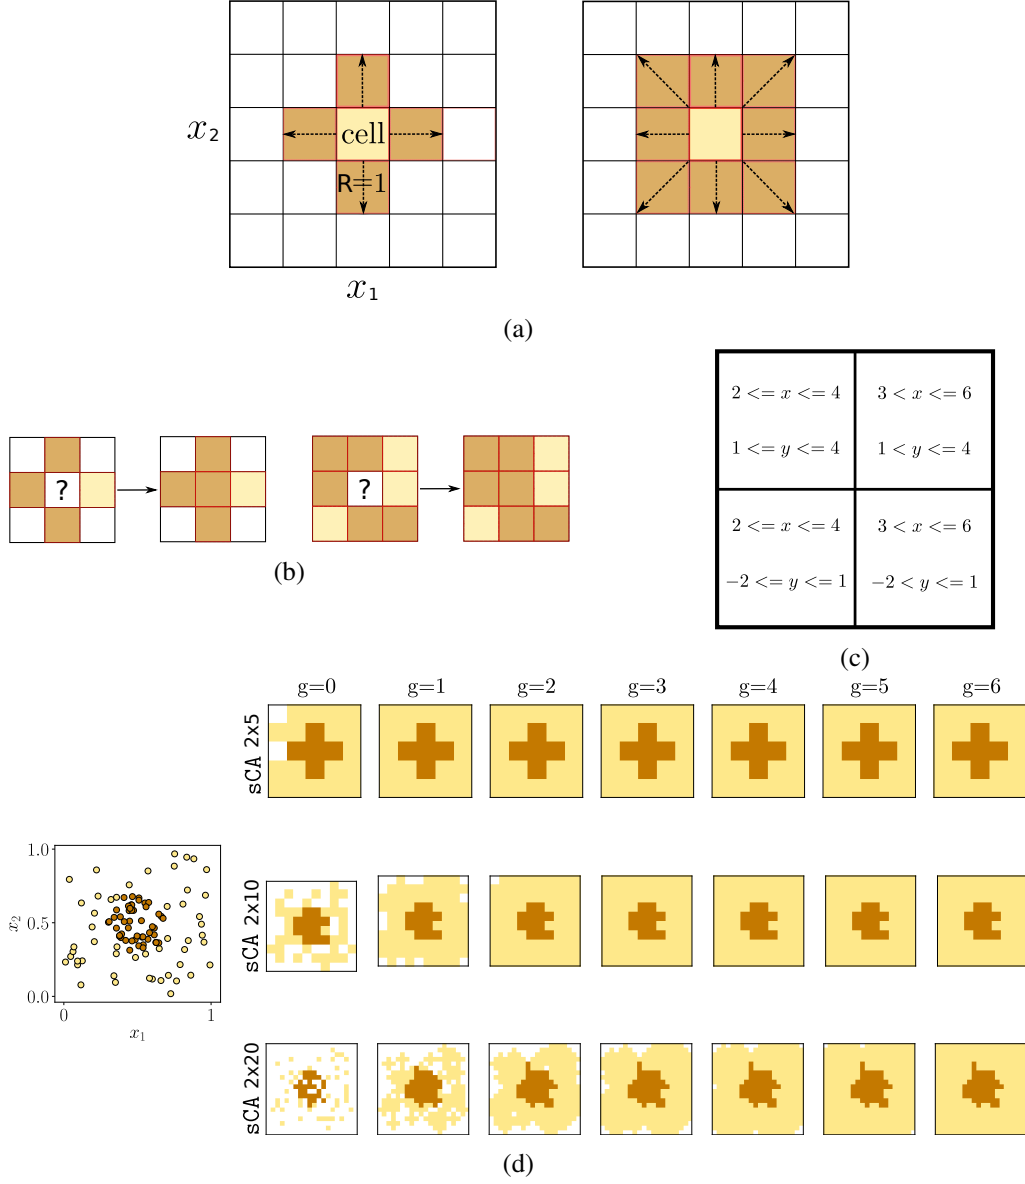 x₂
cell
R=1
x₁
(a)
?
?
(b)
2 <= x <= 4
3 < x <= 6
1 <= y <= 4
1 < y <= 4
2 <= x <= 4
3 < x <= 6
−2 <= y <= 1
−2 < y <= 1
(c)
g=0 g=1 g=2 g=3 g=4 g=5 g=6
sCA 2x5
sCA 2x10
sCA 2x20
1.0
0.5
0.0
x₂
0 1
x₁
(d)